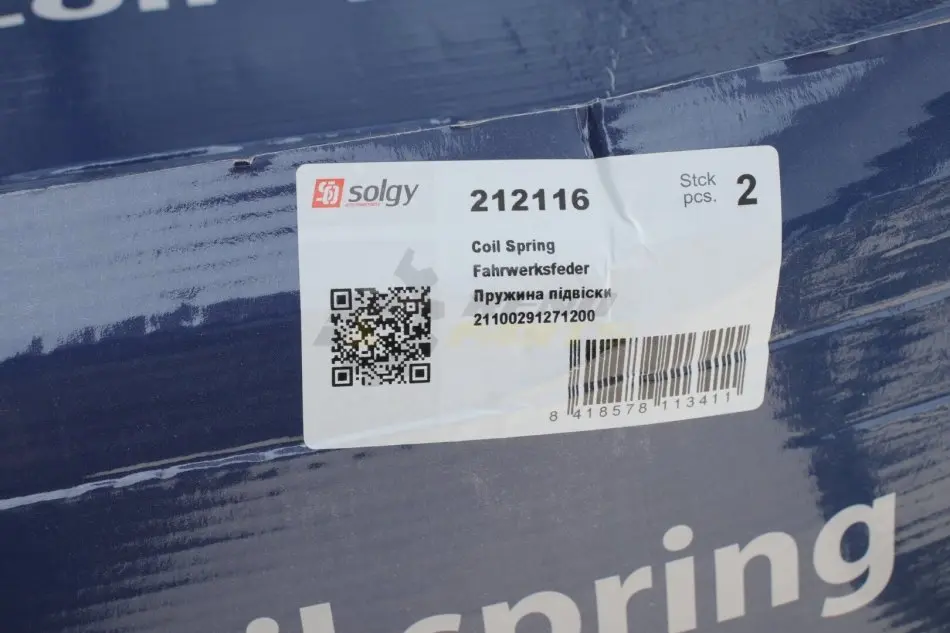 solgy
212116
Stck
pcs. 2
Coil Spring
Fahrwerksfeder
Пружина підвіски
21100291271200
8 418578 113411
spring